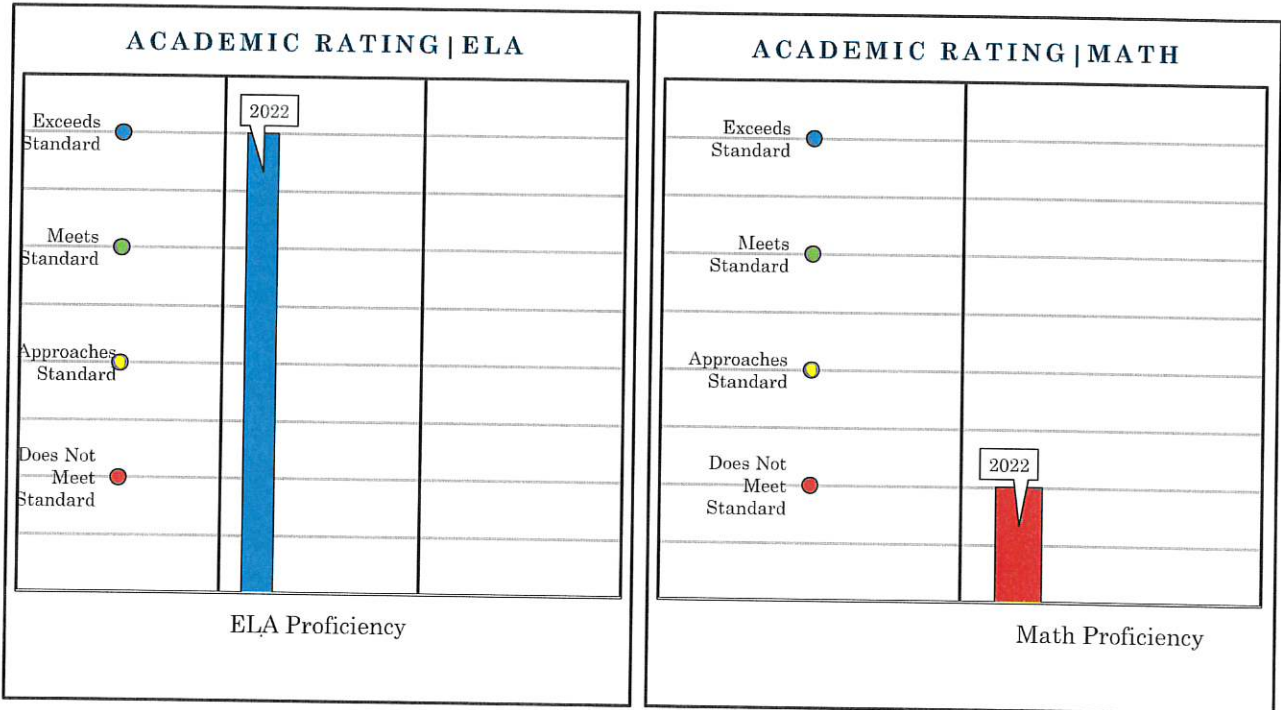 ACADEMIC RATING | ELA
2022
Exceeds
Standard
Meets
Standard
Approaches
Standard
Does Not
Meet
Standard
ELA Proficiency
ACADEMIC RATING | MATH
Exceeds
Standard
Meets
Standard
Approaches
Standard
Does Not
Meet
Standard
2022
Math Proficiency